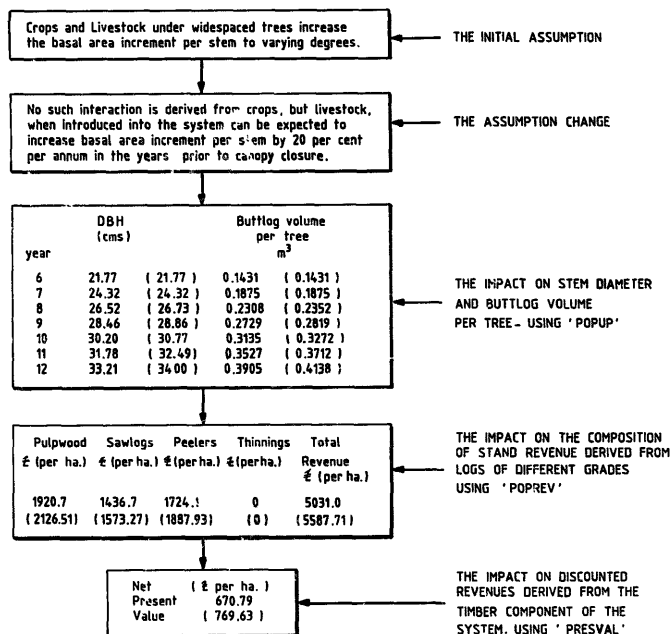 Crops and Livestock under widespaced trees increase
the basal area increment per stem to varying degrees.
THE INITIAL ASSUMPTION
No such interaction is derived from crops, but livestock,
when introduced into the system can be expected to
increase basal area increment per stem by 20 per cent
per annum in the years prior to canopy closure.
THE ASSUMPTION CHANGE
DBH Buttlog volume
(cms) per tree
year m³
6 21.77 ( 21.77 ) 0.1431 ( 0.1431 )
7 24.32 ( 24.32 ) 0.1875 ( 0.1875 )
8 26.52 ( 26.73 ) 0.2308 ( 0.2352 )
9 28.46 ( 28.86 ) 0.2729 ( 0.2819 )
10 30.20 ( 30.77 0.3135 ( 0.3272 )
11 31.78 ( 32.49) 0.3527 ( 0.3712 )
12 33.21 ( 34 00 ) 0.3905 ( 0.4138 )
THE IMPACT ON STEM DIAMETER
AND BUTTLOG VOLUME
PER TREE - USING ' POPUP'
Pulpwood Sawlogs Peelers Thinnings Total
£ (per ha.) £ (per ha.) £ (per ha.) £ (per ha.) Revenue
£ (per ha.)
1920.7 1436.7 0 5031.0
( 2126.51) (1573.27) (1887.93) (0) (5587.71)
THE IMPACT ON THE COMPOSITION
OF STAND REVENUE DERIVED FROM
LOGS OF DIFFERENT GRADES
USING 'POPREV'
Net ( £ per ha. )
Present 670.79
Value ( 769.63 )
THE IMPACT ON DISCOUNTED
REVENUES DERIVED FROM THE
TIMBER COMPONENT OF THE
SYSTEM, USING ' PRESVAL'